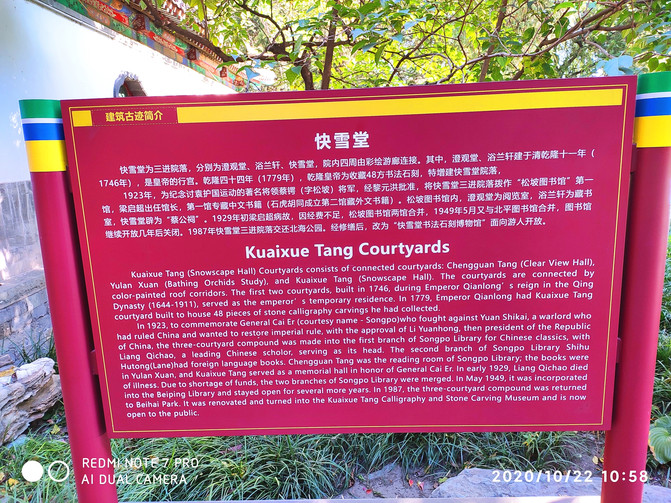 建筑古迹简介
快雪堂
快雪堂为三进院落，分别为澄观堂、浴兰轩、快雪堂，院内四周由彩绘游廊连接。其中，澄观堂、浴兰轩建于清乾隆十一年（
1746年），是皇帝的行宫。乾隆四十四年（1779年），乾隆皇帝为收藏48方书法石刻，特增建快雪堂院落，
1923年，为纪念讨袁护国运动的著名将领蔡锷（字松坡）将军，经黎元洪批准，将快雪堂三进院落拨作“松坡图书馆”第一
馆，梁启超出任馆长，第一馆专藏中文书籍（石虎胡同成立第二馆藏外文书籍）。松坡图书馆内，澄观堂为阅览室，浴兰轩为藏书
室，快雪堂辟为“蔡公祠”。1929年初梁启超病故，因经费不足，松坡图书馆两馆合并，1949年5月又与北平图书馆合并，图书馆
继续开放几年后关闭。1987年快雪堂三进院落交还北海公园。经修缮后，改为“快雪堂书法石刻博物馆”面向游人开放。
Kuaixue Tang Courtyards
Kuaixue Tang (Snowscape Hall) Courtyards consists of connected courtyards: Chengguan Tang (Clear View Hall),
Yulan Xuan (Bathing Orchids Study), and Kuaixue Tang (Snowscape Hall). The courtyards are connected by
color-painted roof corridors. The first two courtyards, built in 1746, during Emperor Qianlong's reign in the Qing
Dynasty (1644-1911), served as the emperor's temporary residence. In 1779, Emperor Qianlong had Kuaixue Tang
courtyard built to house 48 pieces of stone calligraphy carvings he had collected.
In 1923, to commemorate General Cai Er (courtesy name - Songpo)who fought against Yuan Shikai, a warlord who
had ruled China and wanted to restore imperial rule, with the approval of Li Yuanhong, then president of the Republic
of China, the three-courtyard compound was made into the first branch of Songpo Library for Chinese classics, with
Liang Qichao, a leading Chinese scholar, serving as its head. The second branch of Songpo Library Shihu
Hutong(Lane)had foreign language books. Chengguan Tang was the reading room of Songpo Library; the books were
in Yulan Xuan, and Kuaixue Tang served as a memorial hall in honor of General Cai Er. In early 1929, Liang Qichao died
of illness. Due to shortage of funds, the two branches of Songpo Library were merged. In May 1949, it was incorporated
into the Beiping Library and stayed open for several more years. In 1987, the three-courtyard compound was returned
to Beihai Park. It was renovated and turned into the Kuaixue Tang Calligraphy and Stone Carving Museum and is now
open to the public.
REDMI NOTE 7 PRO
AI DUAL CAMERA
2020/10/22 10:58